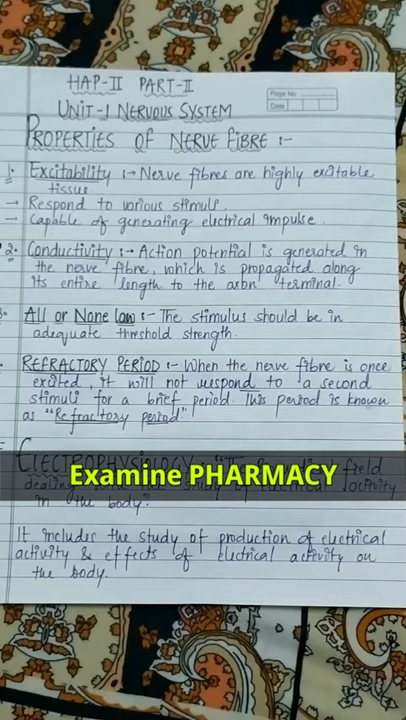 HAP-II PART-II
Page No.
Date
UNIT-1 NERVOUS SYSTEM
PROPERTIES OF NERVE FIBRE :-
1. Excitability :→ Nerve fibres are highly excitable
tissue
→ Respond to various stimuli.
→ Capable of generating electrical impulse.
2. Conductivity :→ Action potential is generated in
the nerve fibre, which is propagated along
its entire length to the axon terminal.
All or None law :- The stimulus should be in
adequate threshold strength.
REFRACTORY PERIOD :- When the nerve fibre is once
excited, it will not respond to a second
stimuli for a brief period. This period is known
as "Refractory period"
ELECTROPHYSIOLOGY field
Examine PHARMACY
dealing activity
in the body".
It includes the study of production of electrical
activity & effects of electrical activity on
the body.